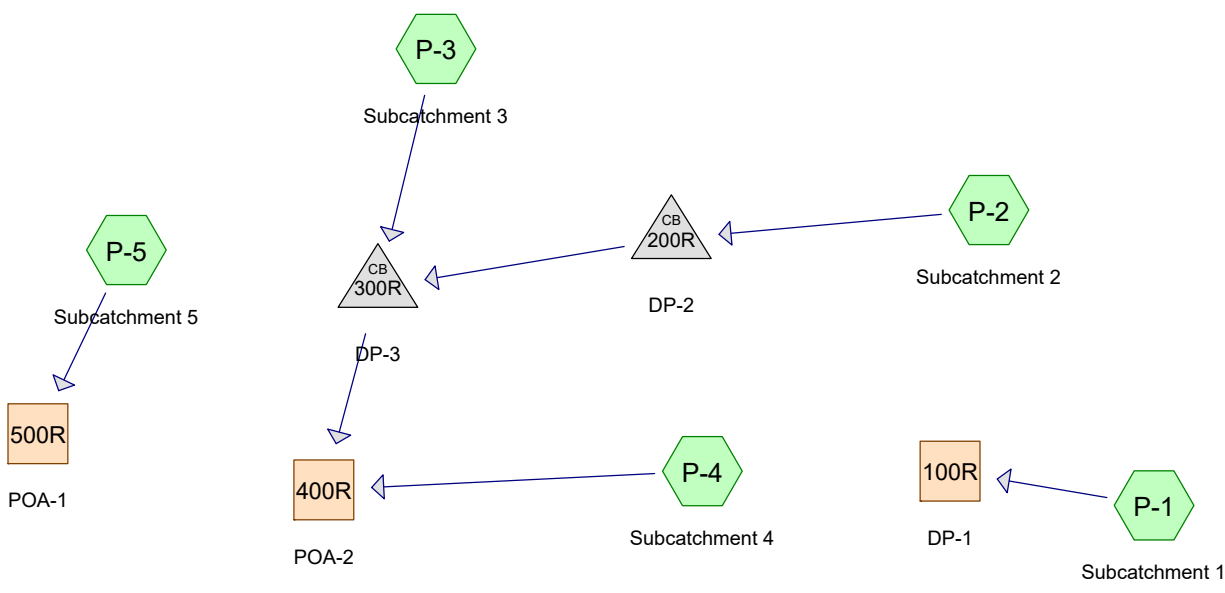 P-3
Subcatchment 3
P-2
Subcatchment 2
CB
200R
DP-2
P-5
Subcatchment 5
CB
300R
DP-3
500R
POA-1
400R
POA-2
P-4
Subcatchment 4
100R
DP-1
P-1
Subcatchment 1